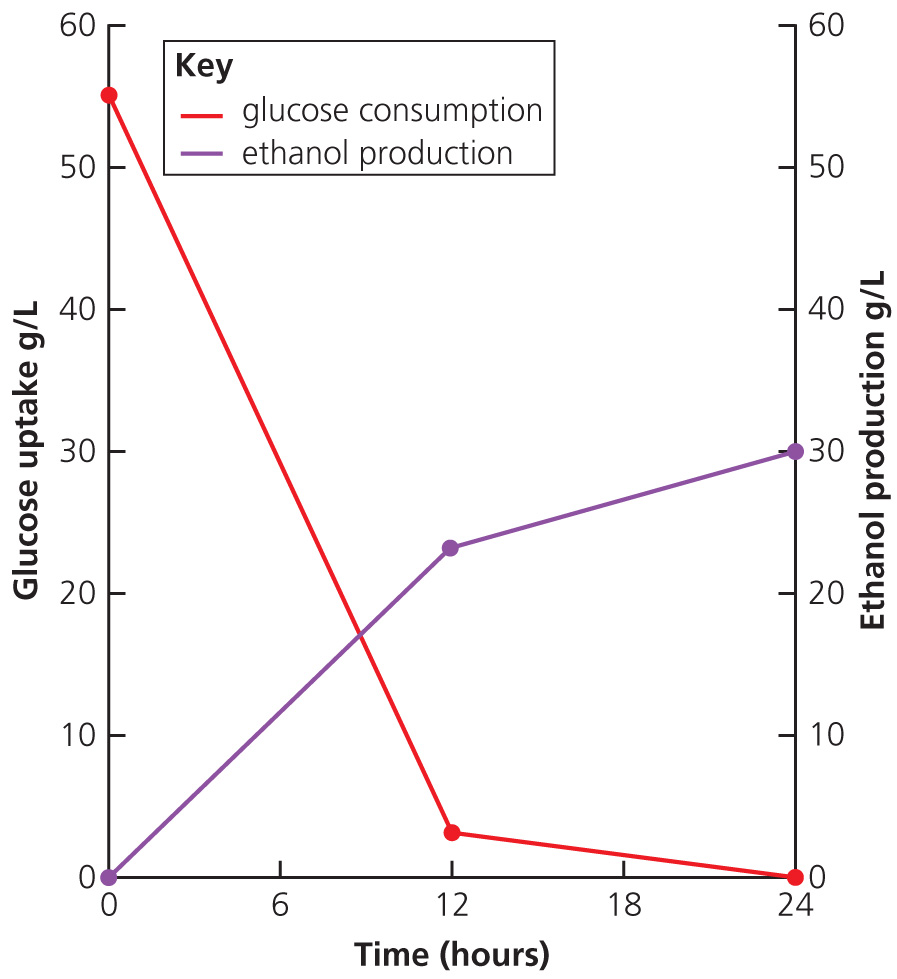 Key
glucose consumption
ethanol production
Glucose uptake g/L
60
50
40
30
20
10
0
Ethanol production g/L
60
50
40
30
20
10
0
0 6 12 18 24
Time (hours)